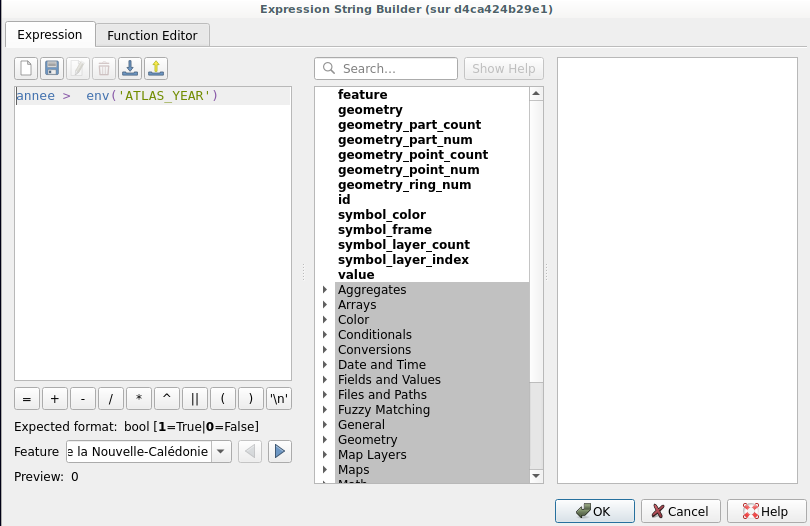 Expression String Builder (sur d4ca424b29e1)
Expression
Function Editor
Search...
Show Help
annee >  env('ATLAS_YEAR')
feature
geometry
geometry_part_count
geometry_part_num
geometry_point_count
geometry_point_num
geometry_ring_num
id
symbol_color
symbol_frame
symbol_layer_count
symbol_layer_index
value
Aggregates
Arrays
Color
Conditionals
Conversions
Date and Time
Fields and Values
Files and Paths
Fuzzy Matching
General
Geometry
Map Layers
Maps
= + - / * ^ || ( ) '\n'
Expected format: bool [1=True|0=False]
Feature e la Nouvelle-Calédonie
Preview: 0
OK
Cancel
Help